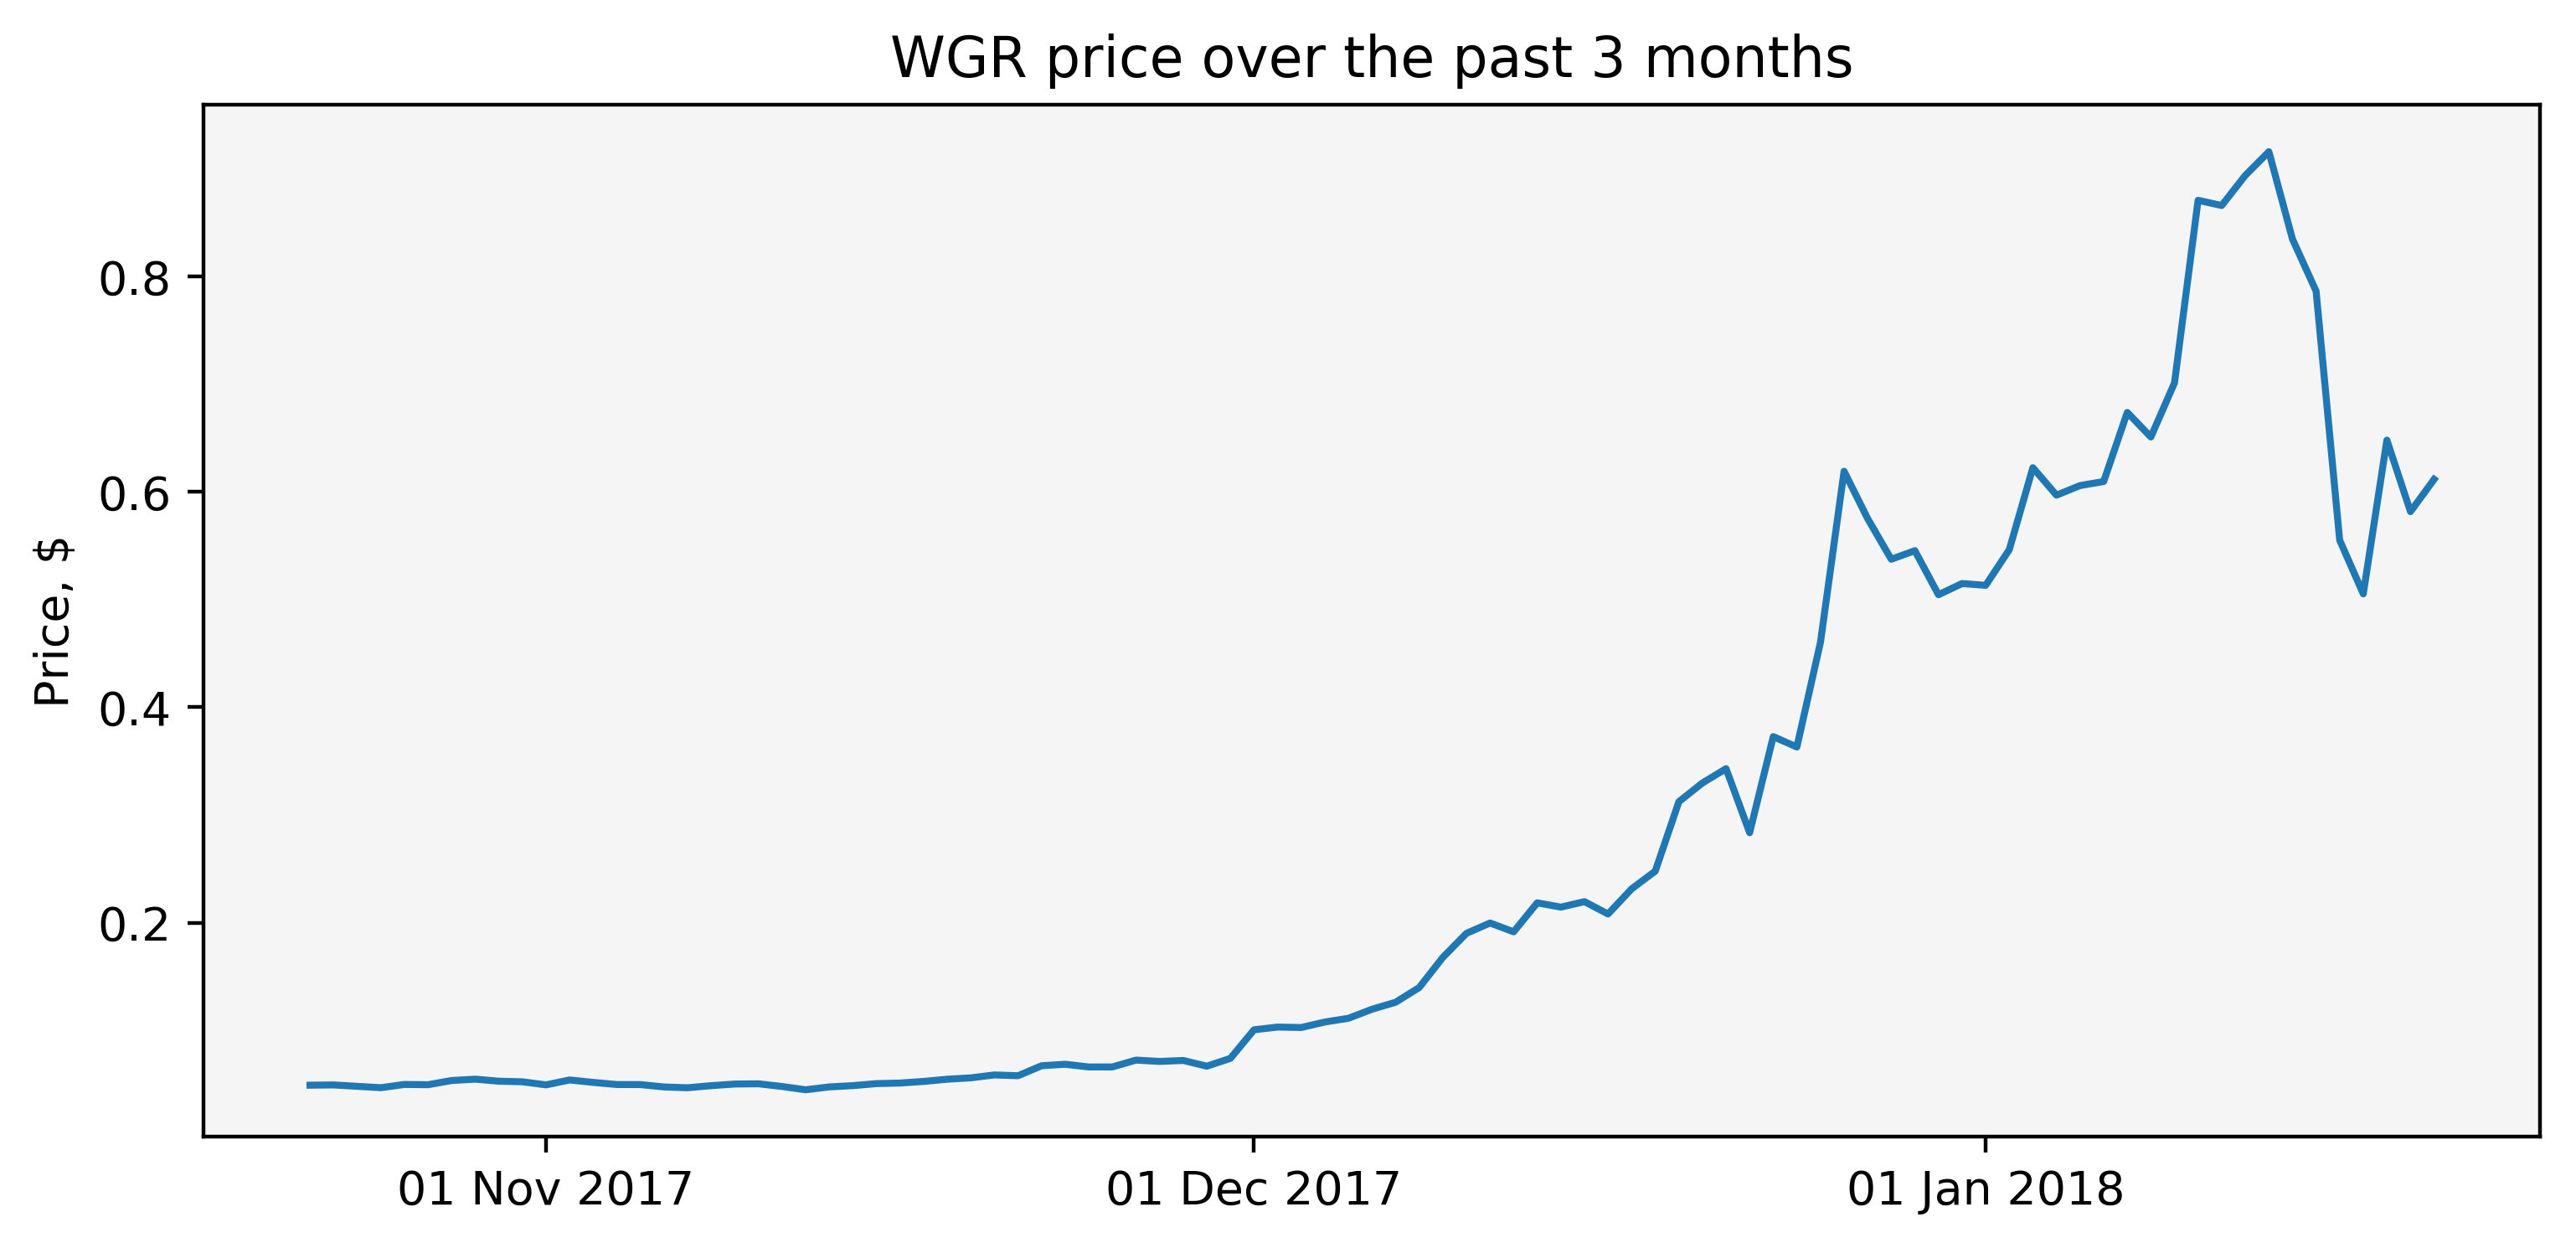 WGR price over the past 3 months
Price, $
0.8
0.6
0.4
0.2
01 Nov 2017
01 Dec 2017
01 Jan 2018